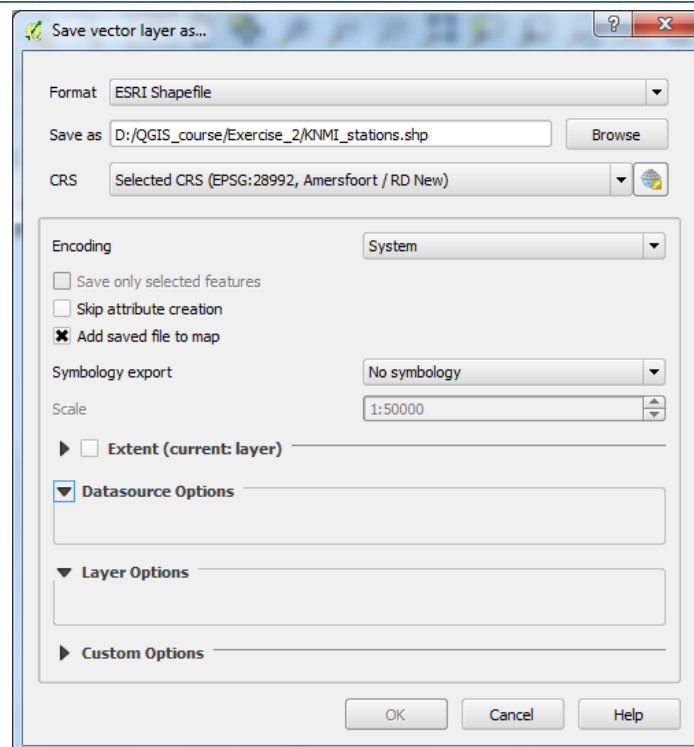 Save vector layer as...
Format ESRI Shapefile
Save as D:/QGIS_course/Exercise_2/KNMI_stations.shp Browse
CRS Selected CRS (EPSG:28992, Amersfoort / RD New)
Encoding System
Save only selected features
Skip attribute creation
Add saved file to map
Symbology export No symbology
Scale 1:50000
Extent (current: layer)
Datasource Options
Layer Options
Custom Options
OK Cancel Help